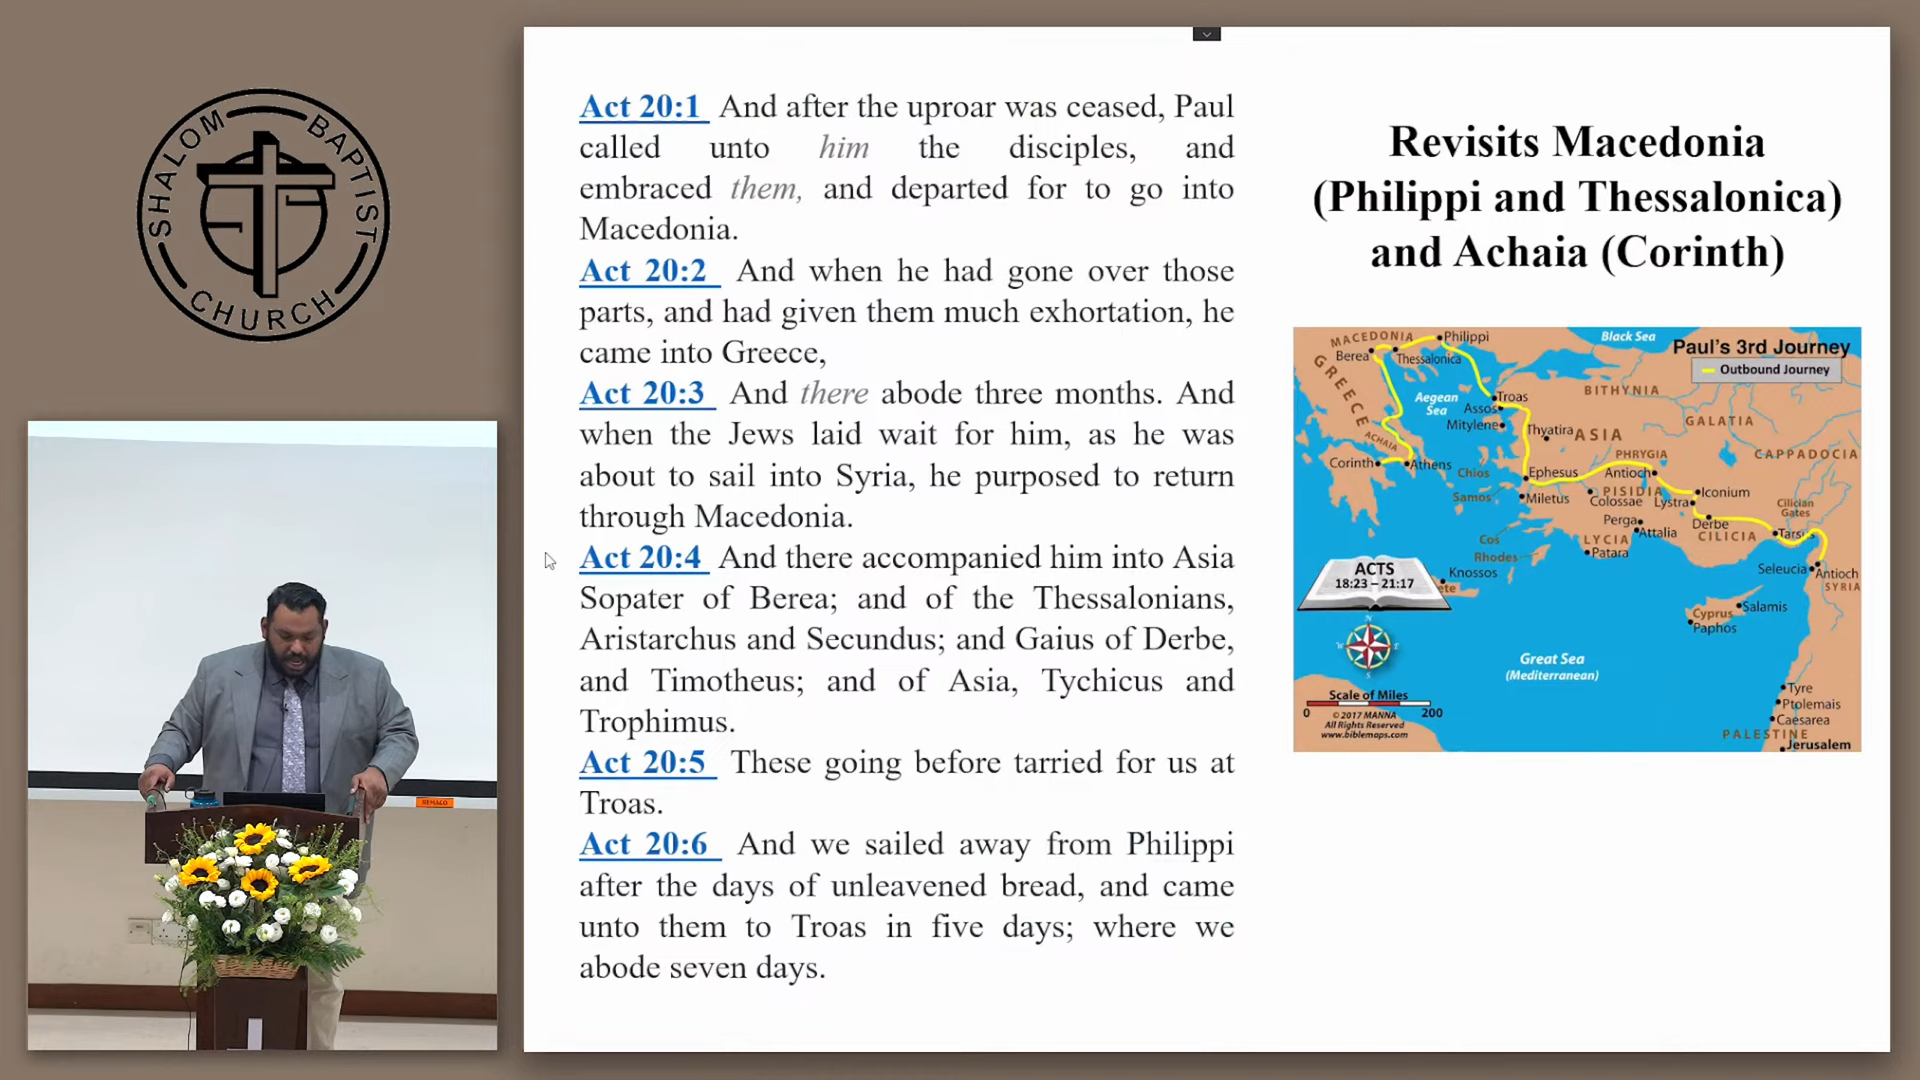 SHALOM BAPTIST CHURCH
Act 20:1 And after the uproar was ceased, Paul
called unto him the disciples, and
embraced them, and departed for to go into
Macedonia.
Act 20:2 And when he had gone over those
parts, and had given them much exhortation, he
came into Greece,
Act 20:3 And there abode three months. And
when the Jews laid wait for him, as he was
about to sail into Syria, he purposed to return
through Macedonia.
Act 20:4 And there accompanied him into Asia
Sopater of Berea; and of the Thessalonians,
Aristarchus and Secundus; and Gaius of Derbe,
and Timotheus; and of Asia, Tychicus and
Trophimus.
Act 20:5 These going before tarried for us at
Troas.
Act 20:6 And we sailed away from Philippi
after the days of unleavened bread, and came
unto them to Troas in five days; where we
abode seven days.
Revisits Macedonia
(Philippi and Thessalonica)
and Achaia (Corinth)
Paul's 3rd Journey
Outbound Journey
MACEDONIA
Philippi
Black Sea
Berea
Thessalonica
GREECE
BITHYNIA
Aegean
Sea
Troas
Assos
Mitylene
GALATIA
Thyatira
ASIA
ACHAIA
PHRYGIA
CAPPADOCIA
Corinth
Athens
Chios
Ephesus
Antioch
Samos
Miletus
PISIDIA
Colossae
Iconium
Lystra
Cilician
Gates
Perga
Attalia
Derbe
CILICIA
Tarsus
Cos
LYCIA
Rhodes
Patara
ACTS
18:23 – 21:17
Knossos
ete
Seleucia
Antioch
SYRIA
Cyprus
Salamis
Paphos
N
W
E
S
Great Sea
(Mediterranean)
Scale of Miles
0
200
© 2017 MANNA
All Rights Reserved
www.biblemaps.com
Tyre
Ptolemais
Caesarea
PALESTINE
Jerusalem